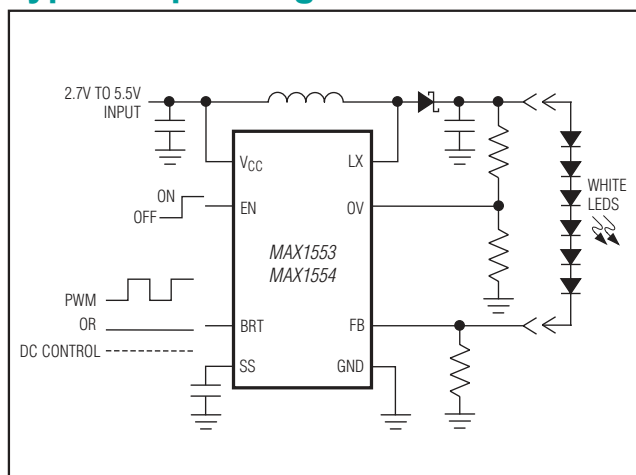 2.7V TO 5.5V
INPUT
VCC
LX
ON
OFF
EN
OV
WHITE
LEDS
MAX1553
MAX1554
PWM
OR
BRT
FB
DC CONTROL
SS
GND